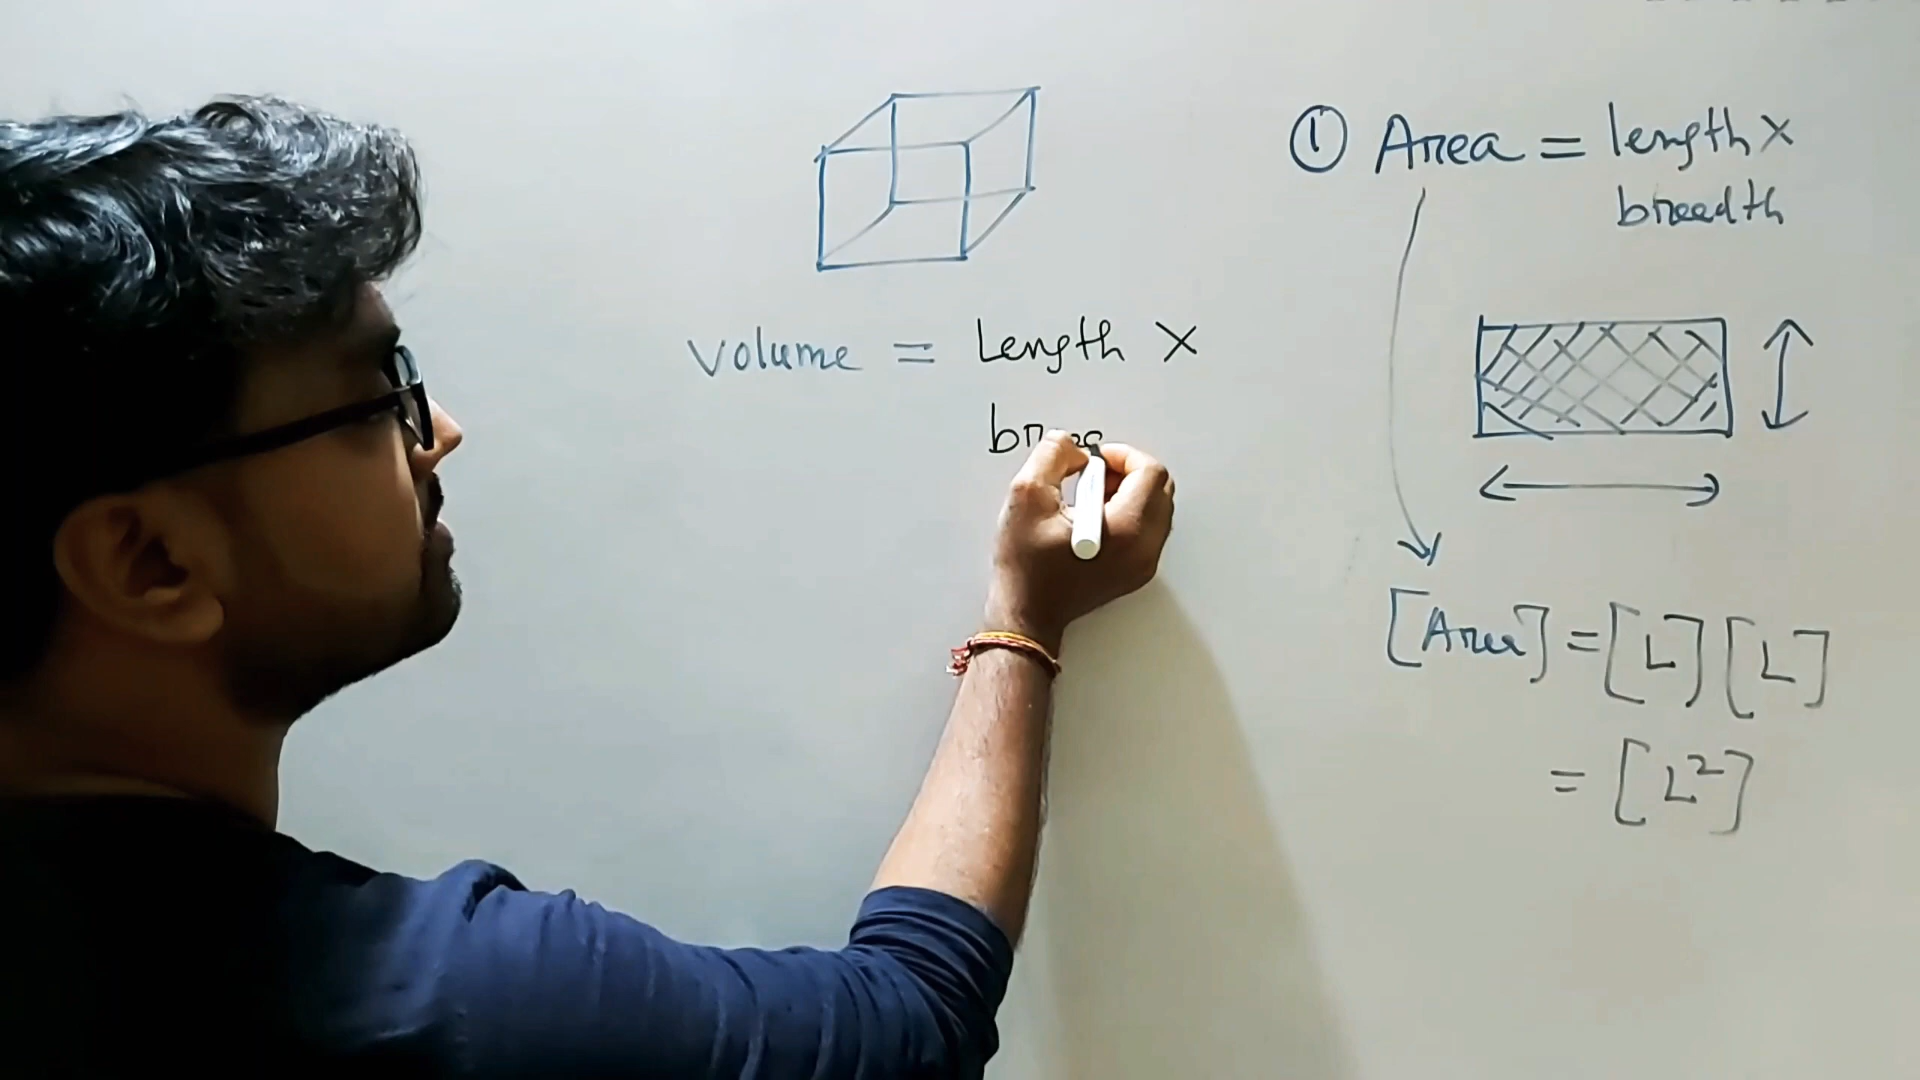 Volume = Length ×
① Area = length ×
breadth
[Area] = [L] [L]
= [L²]